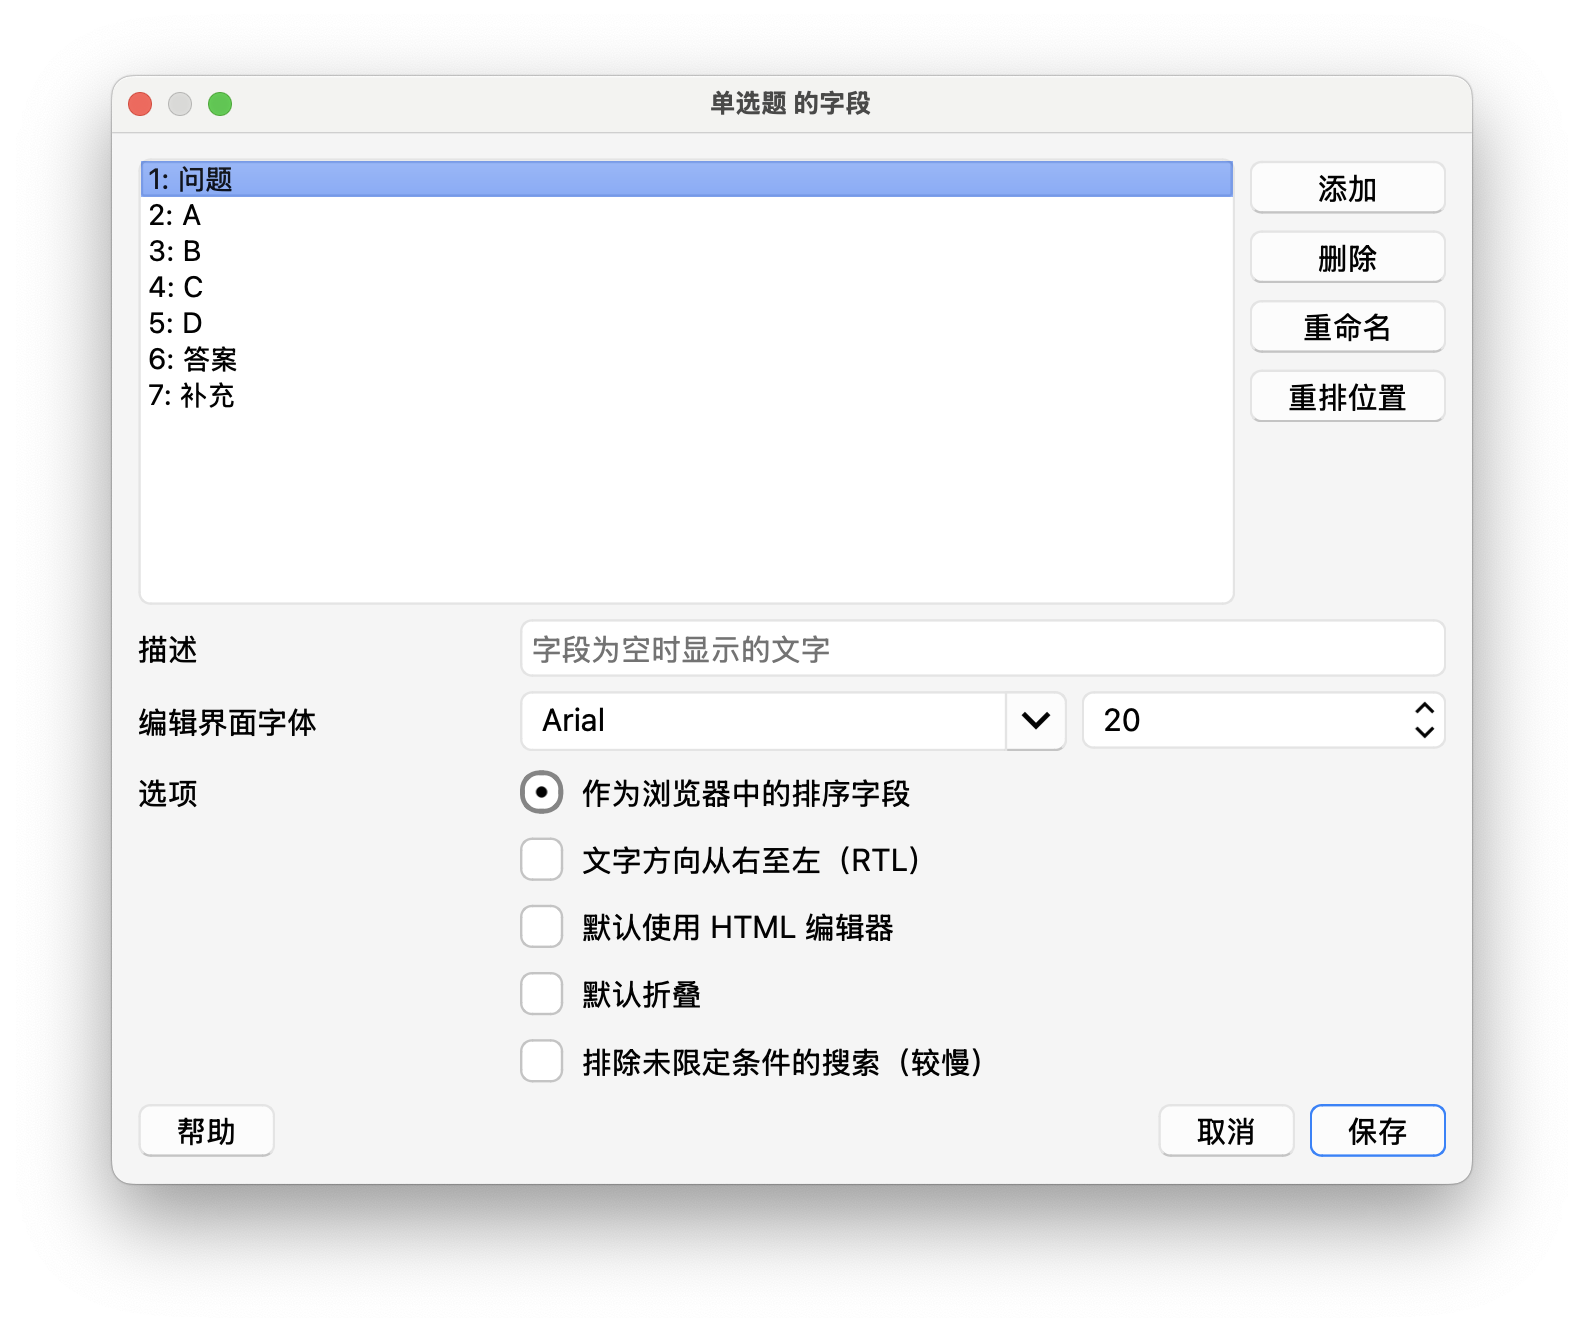 单选题 的字段
1: 问题
2: A
3: B
4: C
5: D
6: 答案
7: 补充
添加
删除
重命名
重排位置
描述
字段为空时显示的文字
编辑界面字体
Arial
20
选项
作为浏览器中的排序字段
文字方向从右至左（RTL）
默认使用 HTML 编辑器
默认折叠
排除未限定条件的搜索（较慢）
帮助
取消
保存